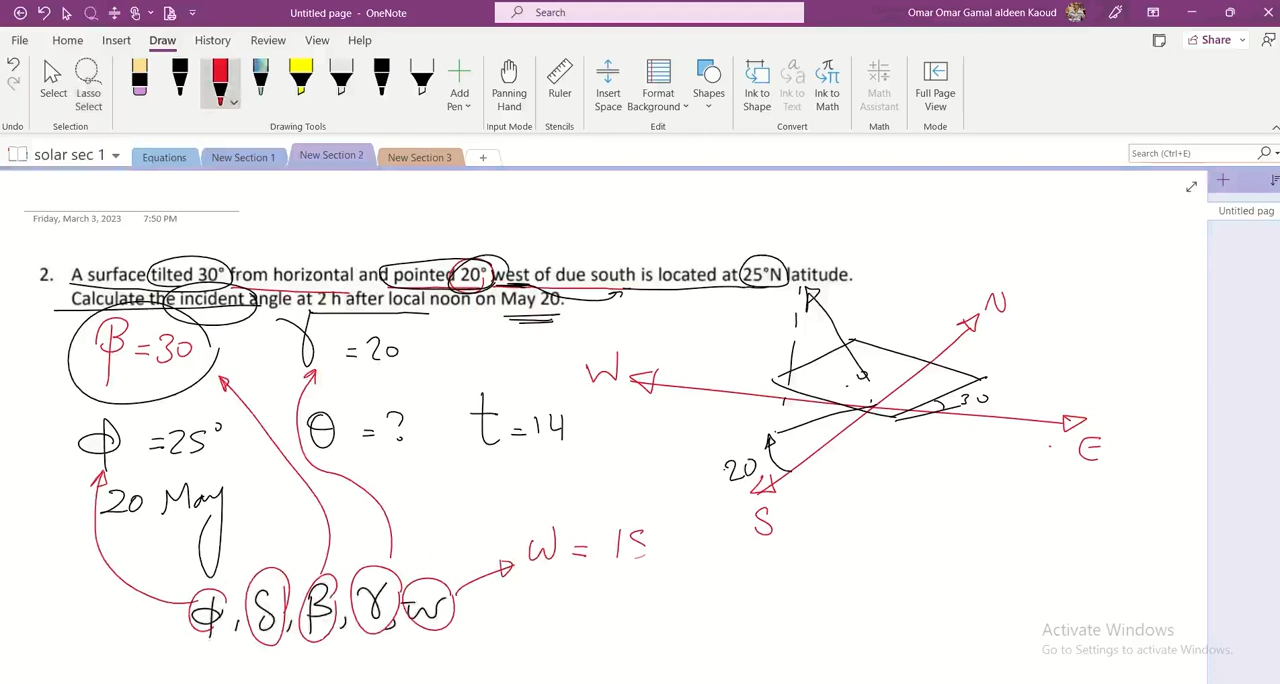 Untitled page - OneNote
Search
Omar Omar Gamal aldeen Kaoud
File Home Insert Draw History Review View Help
Share
Undo
Select
Lasso Select
Add Pen
Panning Hand
Ruler
Insert Space
Format Background
Shapes
Ink to Shape
Ink to Text
Ink to Math
Math Assistant
Full Page View
Undo Selection Drawing Tools Input Mode Stencils Edit Convert Math Mode
solar sec 1
Equations New Section 1 New Section 2 New Section 3 +
Search (Ctrl+E)
Untitled pag
Friday, March 3, 2023 7:50 PM
2. A surface tilted 30° from horizontal and pointed 20° west of due south is located at 25°N latitude.
Calculate the incident angle at 2 h after local noon on May 20.
β = 30
γ = 20
W
N
30
ϕ = 25°
θ = ?
t = 14
20
E
S
20 May
ω = 15
ϕ, δ, β, γ, ω
Activate Windows
Go to Settings to activate Windows.